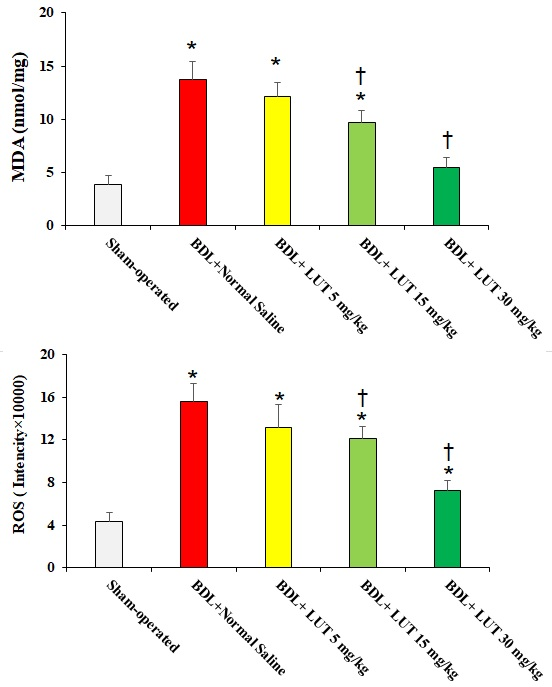 20
15
10
5
0
MDA (nmol/mg)
*
*
†
*
†
Sham-operated
BDL+Normal Saline
BDL+ LUT 5 mg/kg
BDL+ LUT 15 mg/kg
BDL+ LUT 30 mg/kg
20
16
12
8
4
0
ROS ( Intencity×10000)
*
*
†
*
†
*
Sham-operated
BDL+Normal Saline
BDL+ LUT 5 mg/kg
BDL+ LUT 15 mg/kg
BDL+ LUT 30 mg/kg